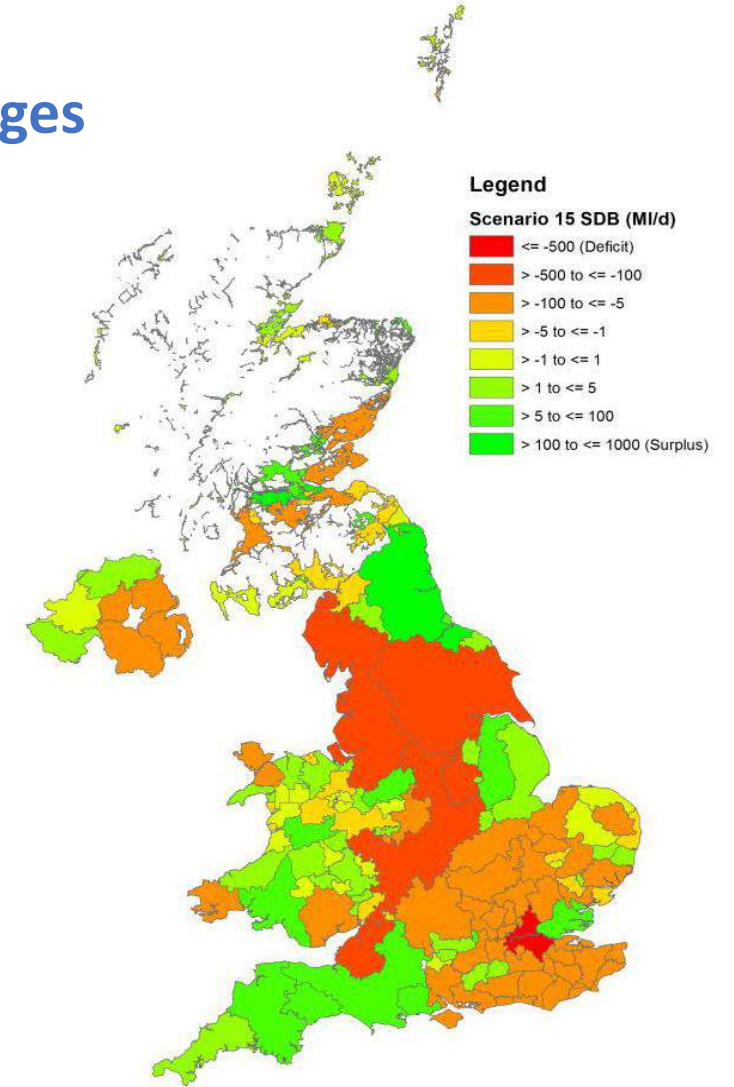 ges
Legend
Scenario 15 SDB (Ml/d)
<= -500 (Deficit)
> -500 to <= -100
> -100 to <= -5
> -5 to <= -1
> -1 to <= 1
> 1 to <= 5
> 5 to <= 100
> 100 to <= 1000 (Surplus)